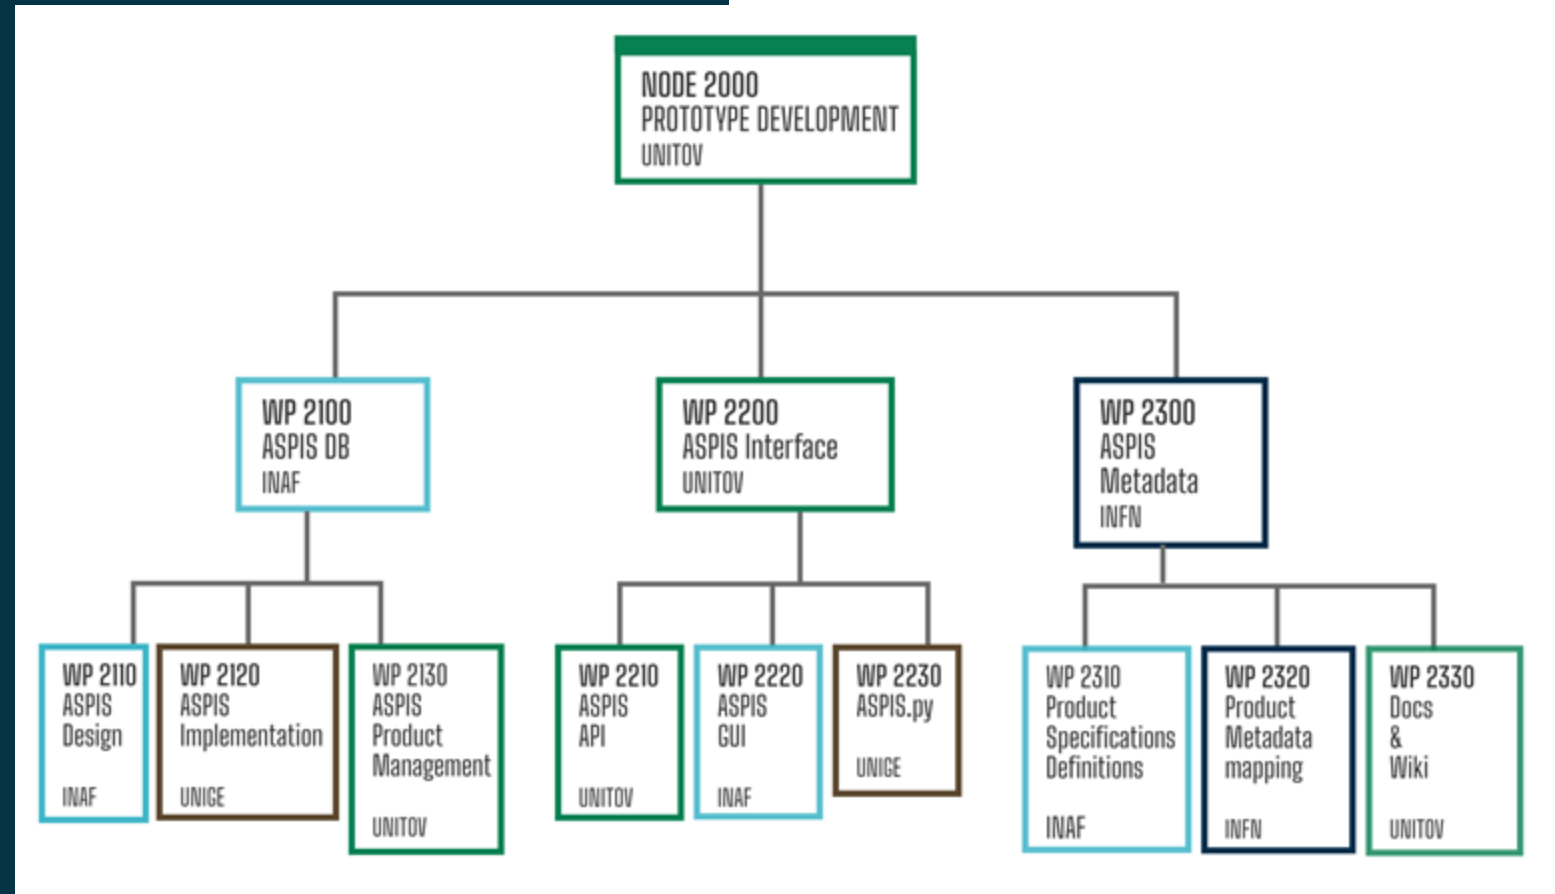 NODE 2000
PROTOTYPE DEVELOPMENT
UNITOV
WP 2100
ASPIS DB
INAF
WP 2200
ASPIS Interface
UNITOV
WP 2300
ASPIS
Metadata
INFN
WP 2110
ASPIS
Design
INAF
WP 2120
ASPIS
Implementation
UNIGE
WP 2130
ASPIS
Product
Management
UNITOV
WP 2210
ASPIS
API
UNITOV
WP 2220
ASPIS
GUI
INAF
WP 2230
ASPIS.py
UNIGE
WP 2310
Product
Specifications
Definitions
INAF
WP 2320
Product
Metadata
mapping
INFN
WP 2330
Docs
&
Wiki
UNITOV